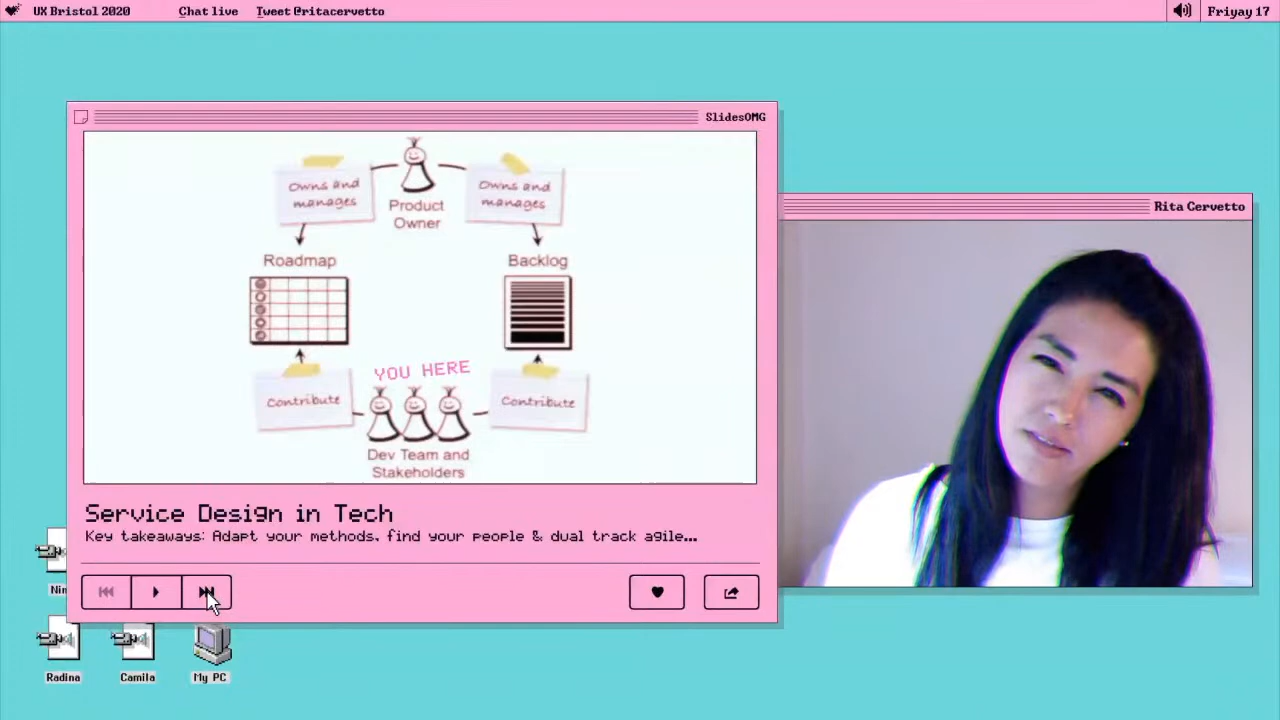 UX Bristol 2020
Chat live
Tweet @ritacervetto
Friyay 17
SlidesOMG
Owns and
manages
Product
Owner
Owns and
manages
Roadmap
Backlog
YOU HERE
Contribute
Contribute
Dev Team and
Stakeholders
Service Design in Tech
Key takeaways: Adapt your methods, find your people & dual track agile...
Rita Cervetto
Nin
Radina
Camila
My PC